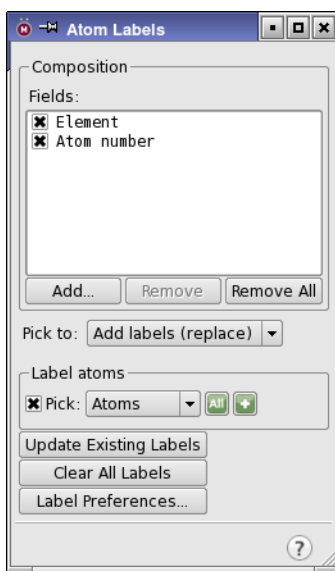 Atom Labels
Composition
Fields:
Element
Atom number
Add... Remove Remove All
Pick to: Add labels (replace)
Label atoms
Pick: Atoms All +
Update Existing Labels
Clear All Labels
Label Preferences...
?